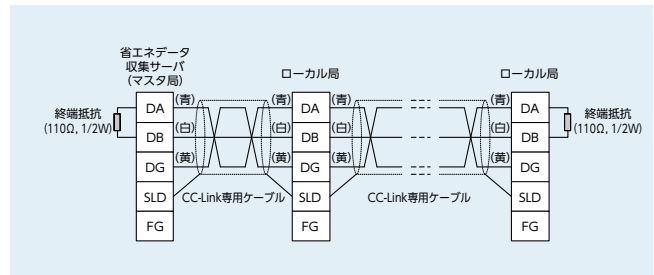 省エネデータ
収集サーバ
(マスタ局)
ローカル局
ローカル局
終端抵抗
(110Ω, 1/2W)
DA
DB
DG
SLD
FG
(青)
(白)
(黄)
(青)
(白)
(黄)
DA
DB
DG
SLD
FG
(青)
(白)
(黄)
(青)
(白)
(黄)
DA
DB
DG
SLD
FG
終端抵抗
(110Ω, 1/2W)
CC-Link専用ケーブル
CC-Link専用ケーブル